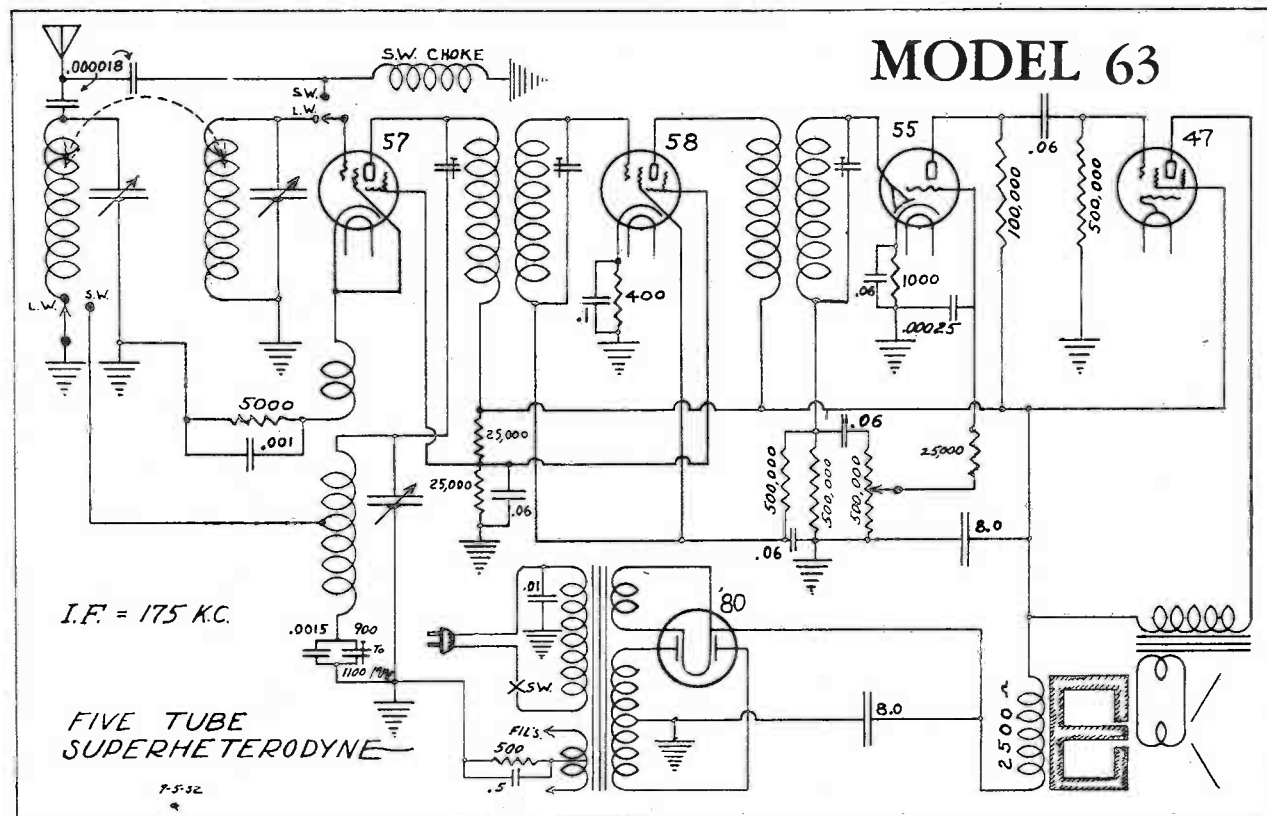 MODEL 63
.000018
S.W. CHOKE
S.W.
L.W.
57
58
55
47
.06
100,000
500,000
L.W.
S.W.
400
.1
1000
.06
.00025
5000
.001
25,000
25,000
.06
.06
500,000
500,000
500,000
25,000
.06
8.0
I.F. = 175 K.C.
.01
'80
.0015
900
To
1100
S.W.
8.0
2500 Ω
FIL'S.
500
.5
FIVE TUBE
SUPERHETERODYNE
9-5-32